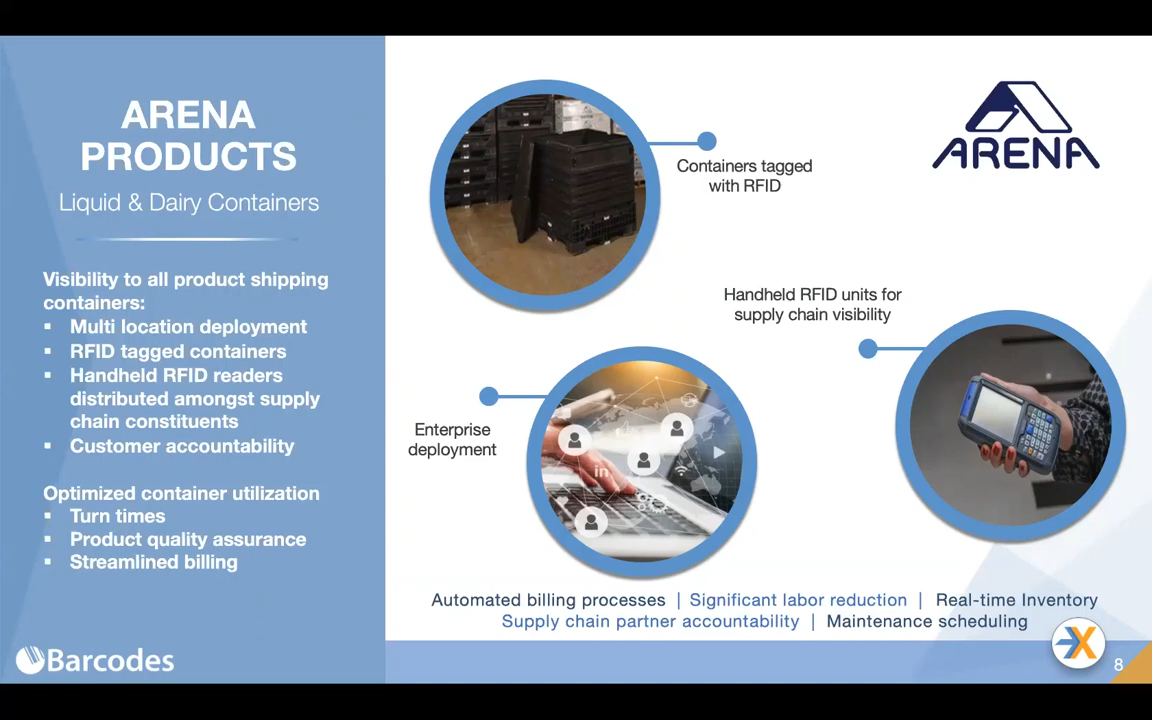 ARENA
PRODUCTS
Liquid & Dairy Containers
Visibility to all product shipping
containers:
▪ Multi location deployment
▪ RFID tagged containers
▪ Handheld RFID readers
distributed amongst supply
chain constituents
▪ Customer accountability
Optimized container utilization
▪ Turn times
▪ Product quality assurance
▪ Streamlined billing
Barcodes
Containers tagged
with RFID
ARENA
Handheld RFID units for
supply chain visibility
Enterprise
deployment
in
Automated billing processes | Significant labor reduction | Real-time Inventory
Supply chain partner accountability | Maintenance scheduling
X
8